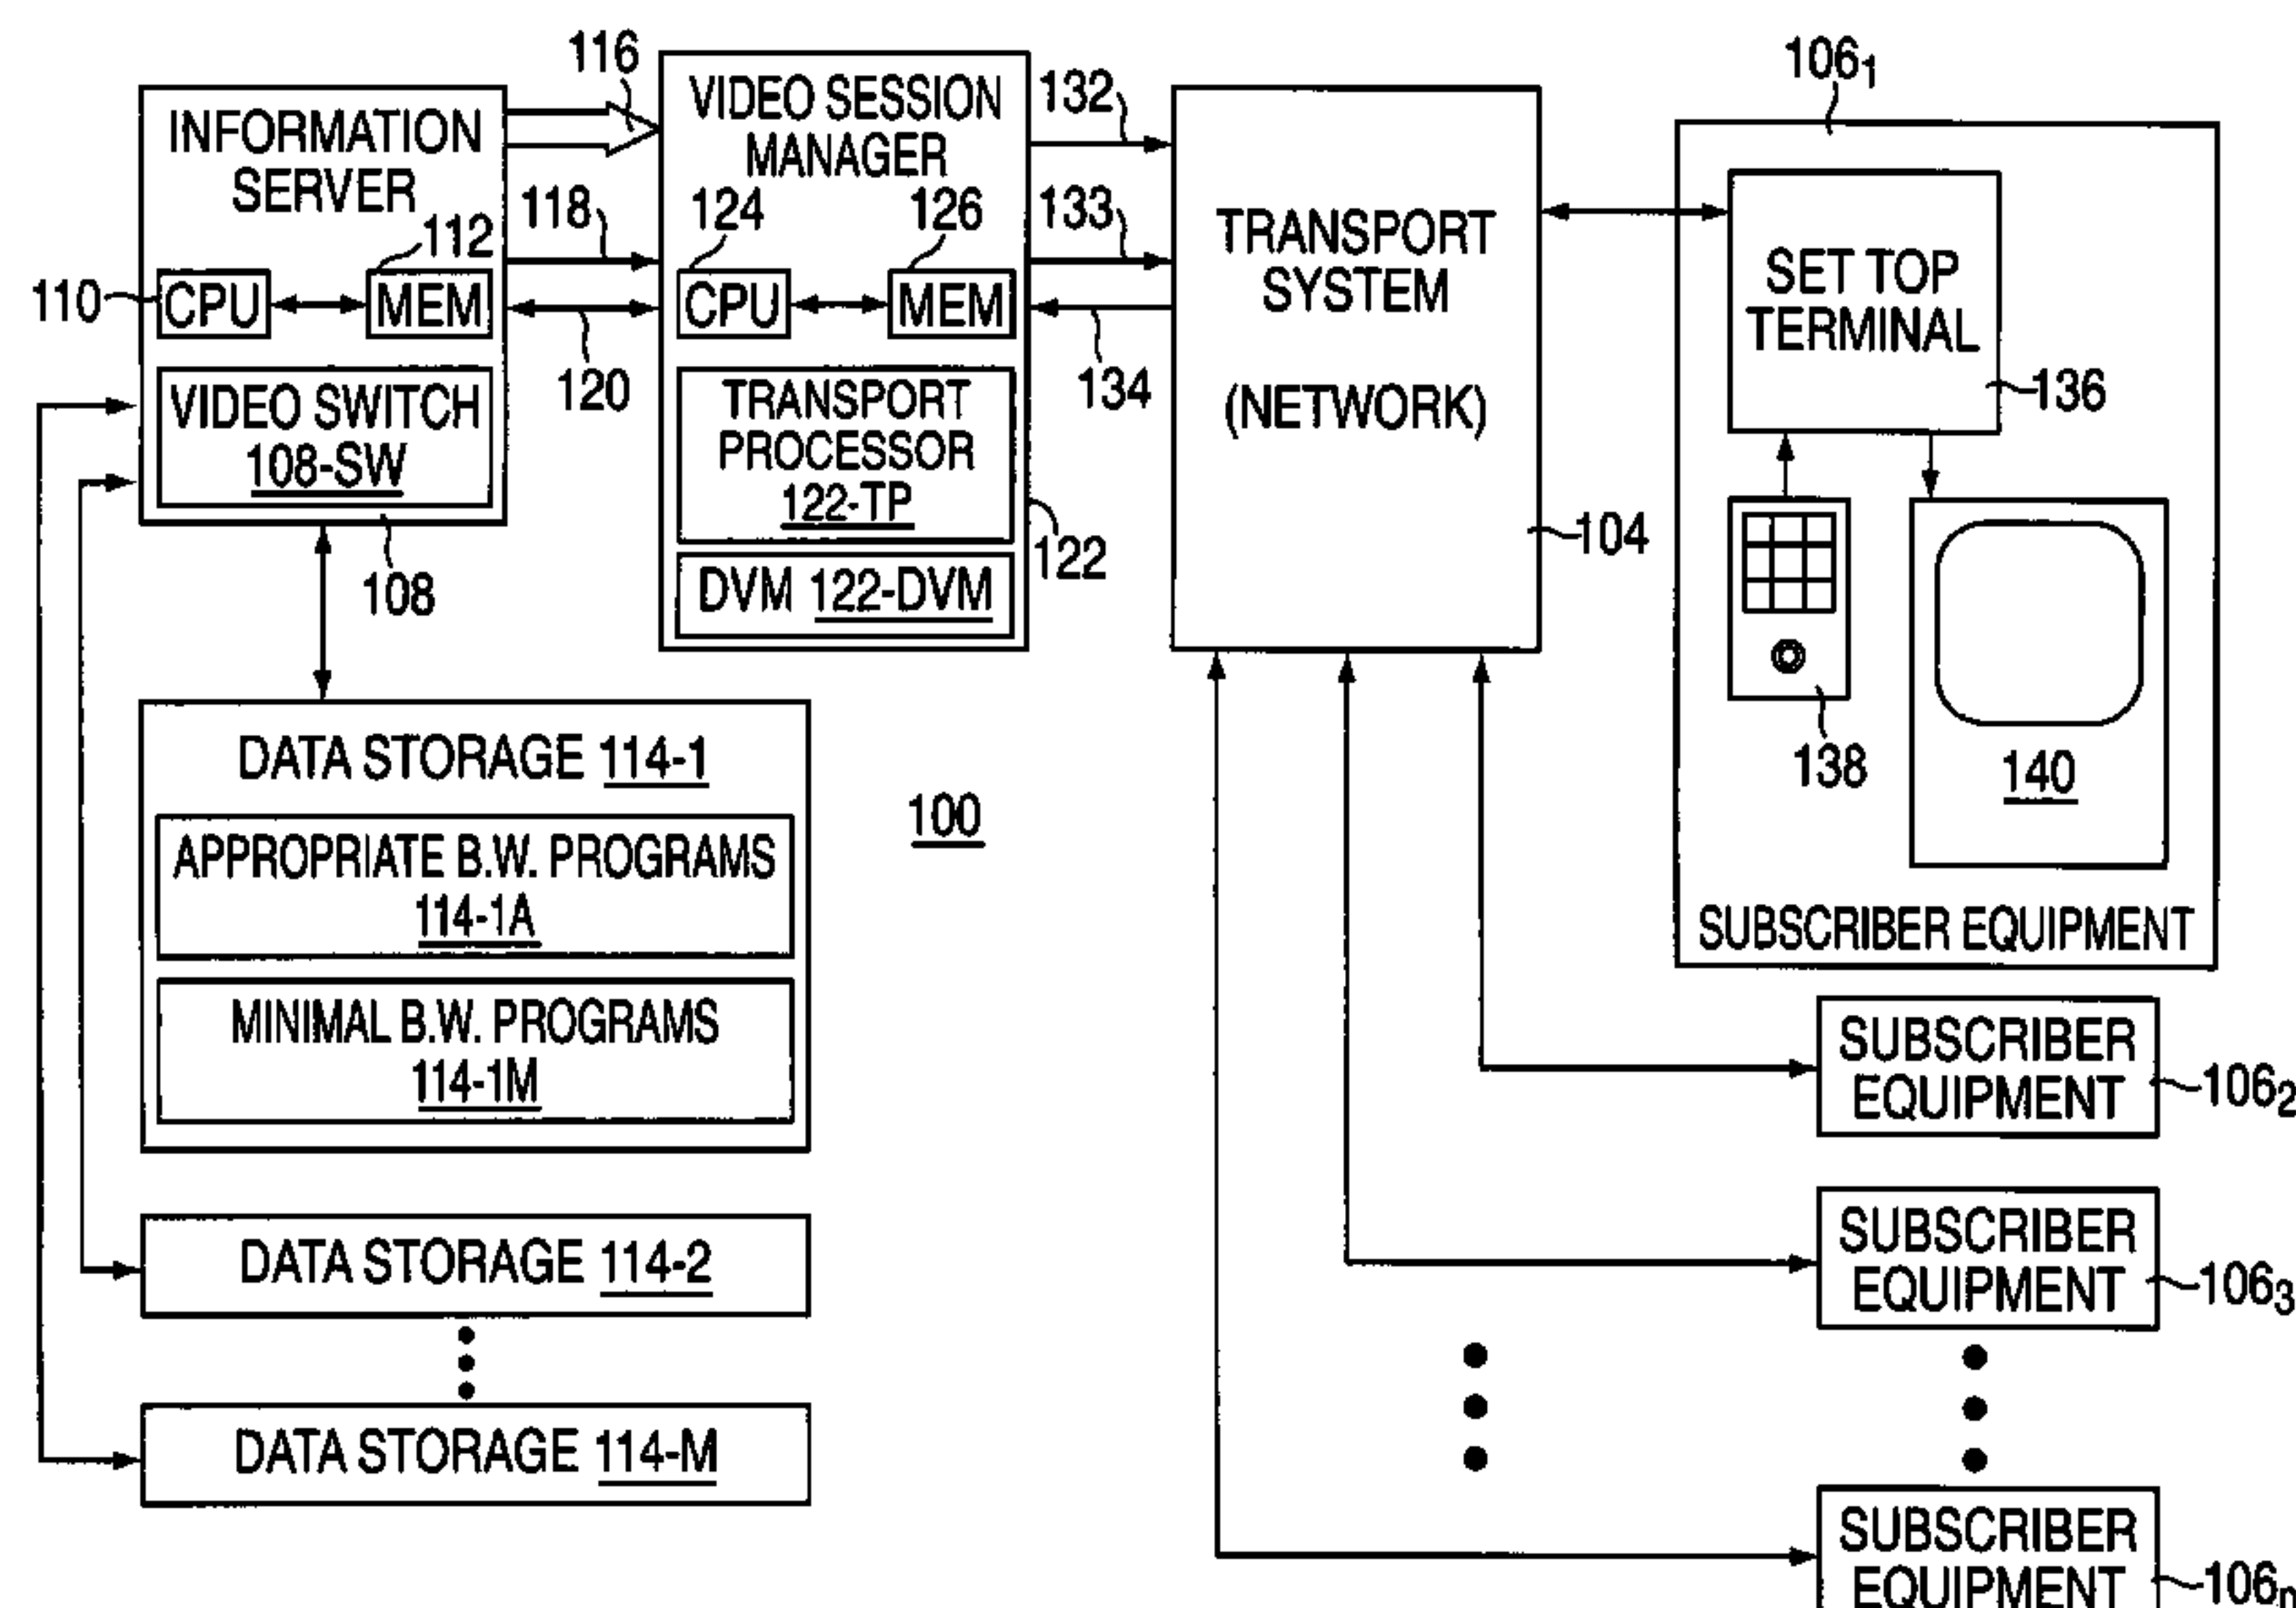 116
VIDEO SESSION
MANAGER
132
106₁
INFORMATION
SERVER
118
124
126
133
TRANSPORT
SYSTEM
(NETWORK)
SET TOP
TERMINAL
112
110
CPU
MEM
CPU
MEM
120
134
136
VIDEO SWITCH
108-SW
TRANSPORT
PROCESSOR
122-TP
104
108
122
DVM 122-DVM
DATA STORAGE 114-1
138
140
100
APPROPRIATE B.W. PROGRAMS
114-1A
SUBSCRIBER EQUIPMENT
MINIMAL B.W. PROGRAMS
114-1M
SUBSCRIBER
EQUIPMENT
106₂
DATA STORAGE 114-2
SUBSCRIBER
EQUIPMENT
106₃
DATA STORAGE 114-M
SUBSCRIBER
EQUIPMENT
106ₙ